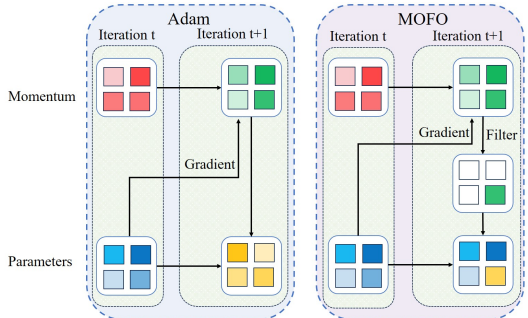 Adam
MOFO
Iteration t
Iteration t+1
Iteration t
Iteration t+1
Momentum
Gradient
Gradient
Filter
Parameters